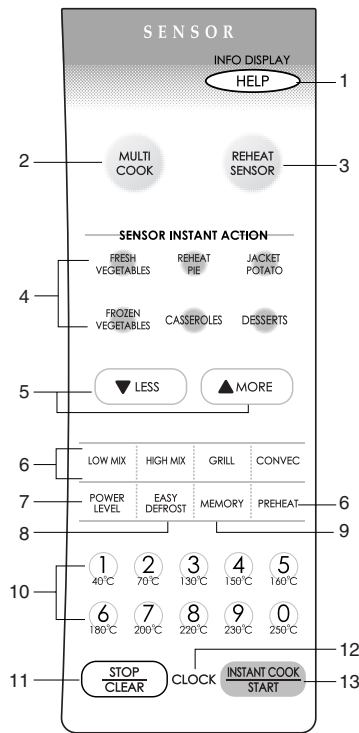 SENSOR
INFO DISPLAY
HELP
1
2
MULTI
COOK
REHEAT
SENSOR
3
SENSOR INSTANT ACTION
4
FRESH
VEGETABLES
REHEAT
PIE
JACKET
POTATO
FROZEN
VEGETABLES
CASSEROLES
DESSERTS
5
▼ LESS
▲ MORE
6
LOW MIX
HIGH MIX
GRILL
CONVEC
7
POWER
LEVEL
EASY
DEFROST
MEMORY
PREHEAT
6
8
9
10
1
40°C
2
70°C
3
130°C
4
150°C
5
160°C
6
180°C
7
200°C
8
220°C
9
230°C
0
250°C
11
STOP
CLEAR
CLOCK
12
INSTANT COOK
START
13